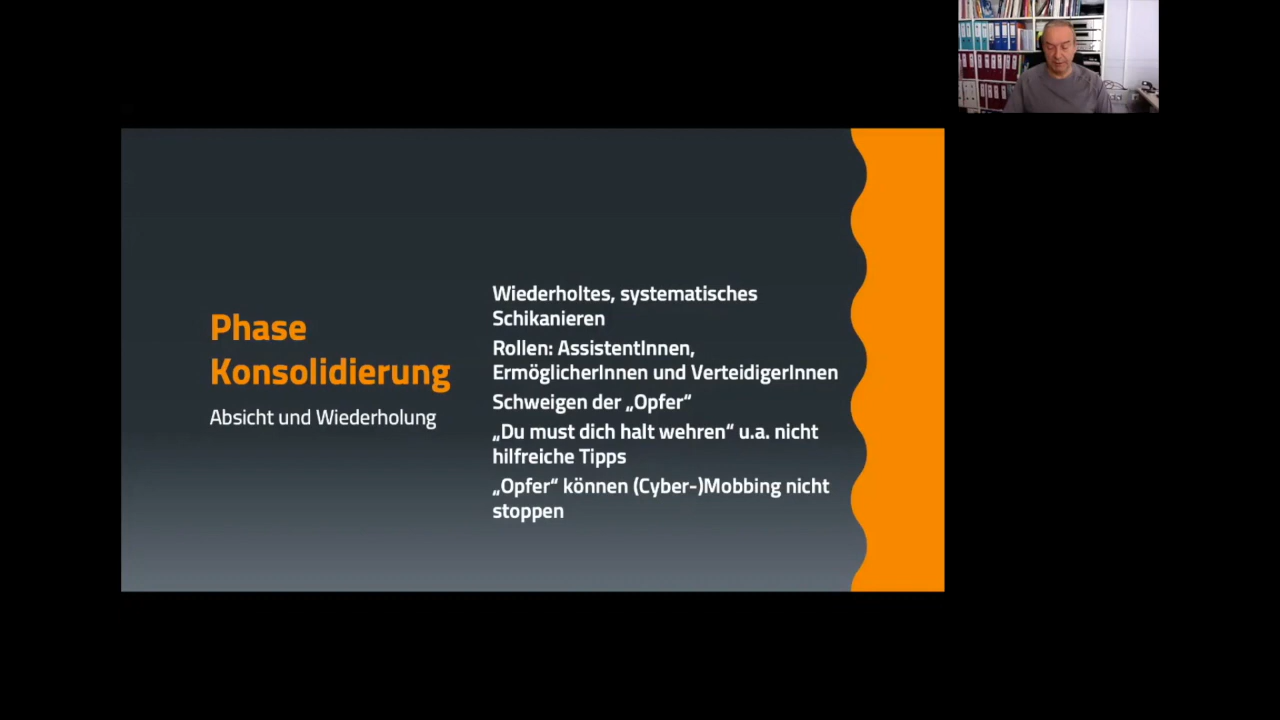 Phase
Konsolidierung
Absicht und Wiederholung
Wiederholtes, systematisches
Schikanieren
Rollen: AssistentInnen,
ErmöglicherInnen und VerteidigerInnen
Schweigen der „Opfer“
„Du must dich halt wehren“ u.a. nicht
hilfreiche Tipps
„Opfer“ können (Cyber-)Mobbing nicht
stoppen